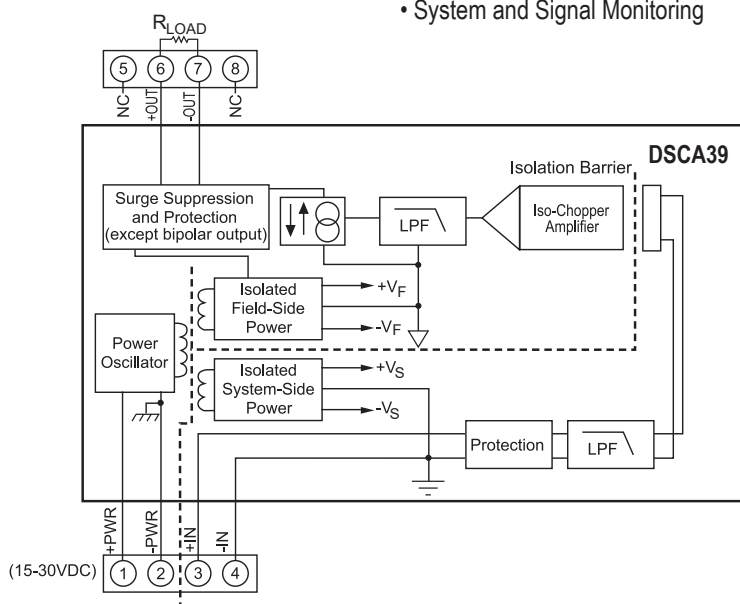 • System and Signal Monitoring
RLOAD
5 6 7 8
NC +OUT -OUT NC
DSCA39
Isolation Barrier
Surge Suppression
and Protection
(except bipolar output)
LPF
Iso-Chopper
Amplifier
Isolated
Field-Side
Power
+VF
-VF
Power
Oscillator
Isolated
System-Side
Power
+VS
-VS
Protection
LPF
+PWR -PWR +IN -IN
(15-30VDC) 1 2 3 4